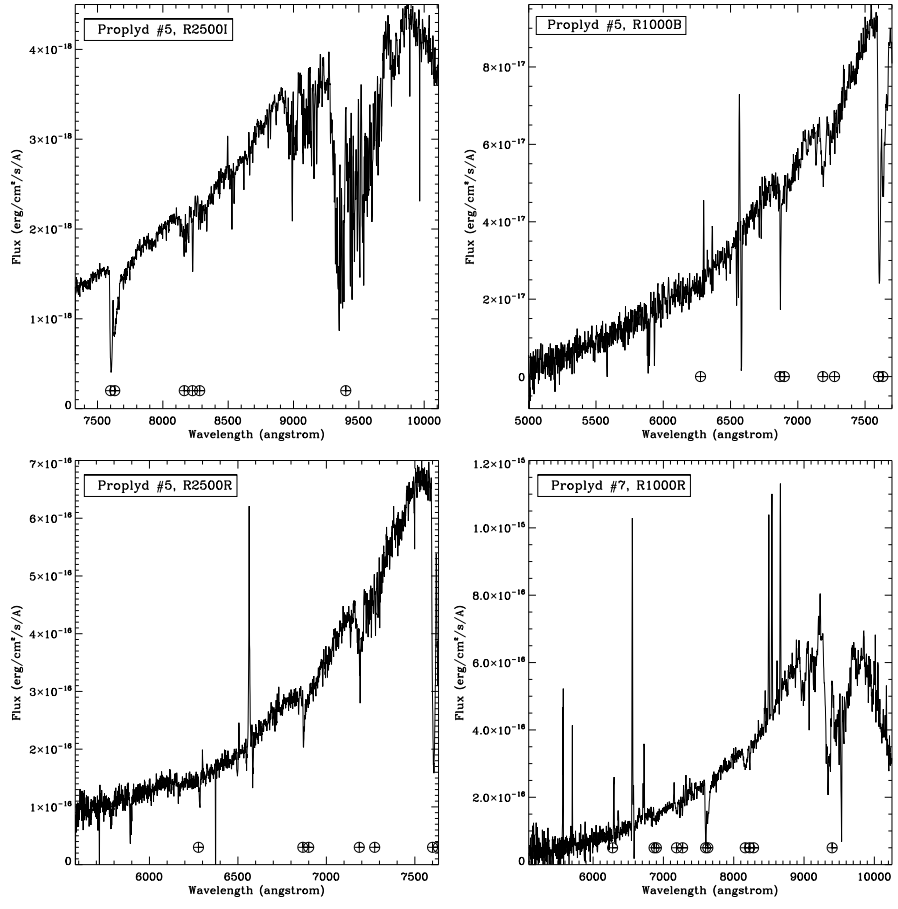 Proplyd #5, R2500I
4×10⁻¹⁶
3×10⁻¹⁶
2×10⁻¹⁶
1×10⁻¹⁶
0
Flux (erg/cm²/s/A)
7500 8000 8500 9000 9500 10000
Wavelength (angstrom)
Proplyd #5, R1000B
8×10⁻¹⁷
6×10⁻¹⁷
4×10⁻¹⁷
2×10⁻¹⁷
0
Flux (erg/cm²/s/A)
5000 5500 6000 6500 7000 7500
Wavelength (angstrom)
Proplyd #5, R2500R
7×10⁻¹⁶
6×10⁻¹⁶
5×10⁻¹⁶
4×10⁻¹⁶
3×10⁻¹⁶
2×10⁻¹⁶
1×10⁻¹⁶
0
Flux (erg/cm²/s/A)
6000 6500 7000 7500
Wavelength (angstrom)
Proplyd #7, R1000R
1.2×10⁻¹⁵
1.0×10⁻¹⁵
8.0×10⁻¹⁶
6.0×10⁻¹⁶
4.0×10⁻¹⁶
2.0×10⁻¹⁶
0
Flux (erg/cm²/s/A)
6000 7000 8000 9000 10000
Wavelength (angstrom)